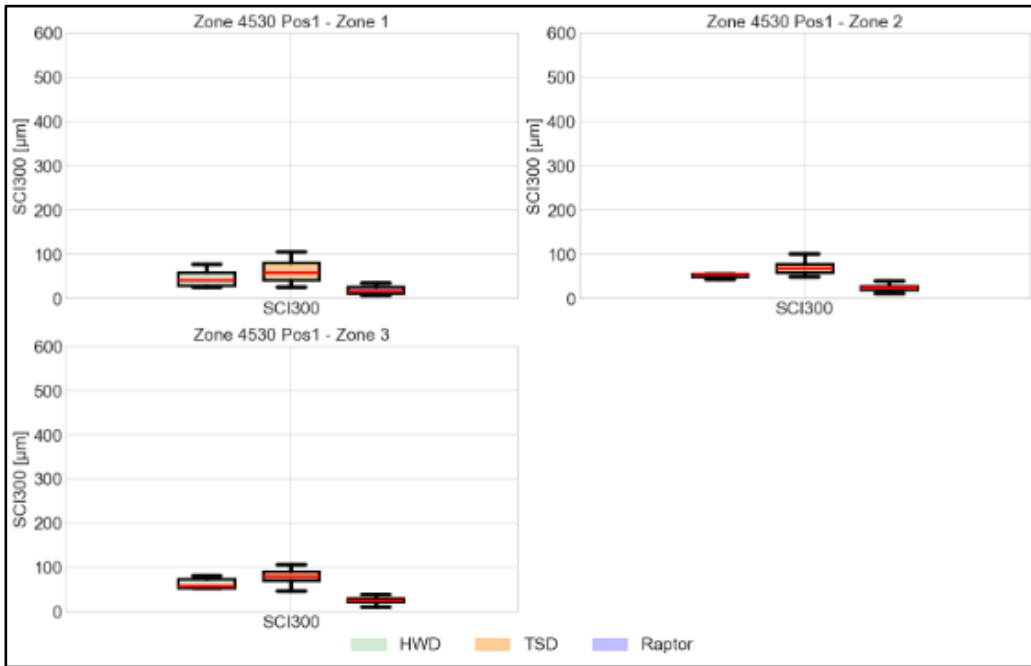 Zone 4530 Pos1 - Zone 1
600
500
400
300
200
100
0
SCI300 [µm]
SCI300
Zone 4530 Pos1 - Zone 2
600
500
400
300
200
100
0
SCI300 [µm]
SCI300
Zone 4530 Pos1 - Zone 3
600
500
400
300
200
100
0
SCI300 [µm]
SCI300
HWD TSD Raptor